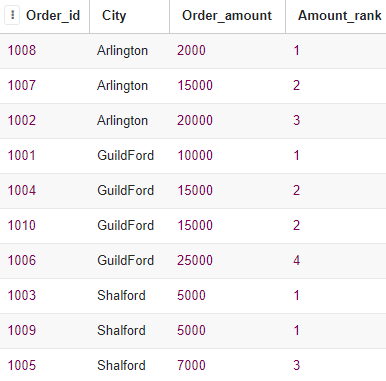 Order_id City Order_amount Amount_rank
1008 Arlington 2000 1
1007 Arlington 15000 2
1002 Arlington 20000 3
1001 GuildFord 10000 1
1004 GuildFord 15000 2
1010 GuildFord 15000 2
1006 GuildFord 25000 4
1003 Shalford 5000 1
1009 Shalford 5000 1
1005 Shalford 7000 3